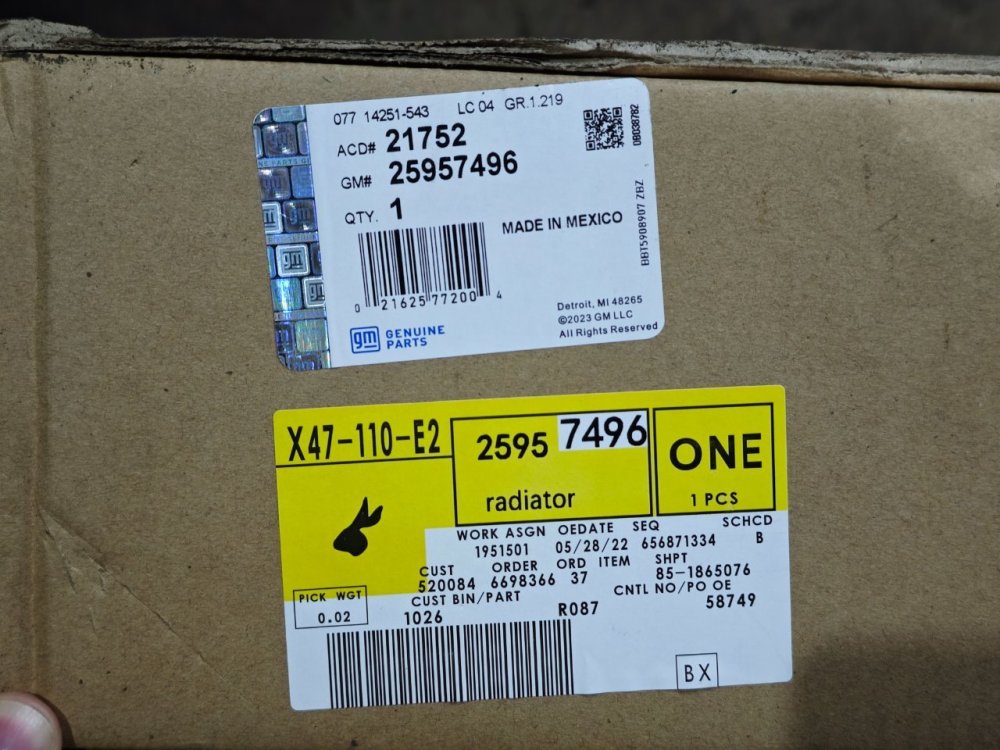 077 14251-543 LC 04 GR.1.219
ACD# 21752
GM# 25957496
QTY. 1
MADE IN MEXICO
0 21625 77200 4
gm GENUINE
PARTS
Detroit, MI 48265
©2023 GM LLC
All Rights Reserved
0B038782
BBT5908907 ZBZ
gm
gm
X47-110-E2
2595 7496
radiator
ONE
1 PCS
WORK ASGN OEDATE SEQ SCHCD
1951501 05/28/22 656871334 B
CUST ORDER ORD ITEM SHPT
520084 6698366 37 85-1865076
CUST BIN/PART CNTL NO/PO OE
1026 R087 58749
PICK WGT
0.02
BX